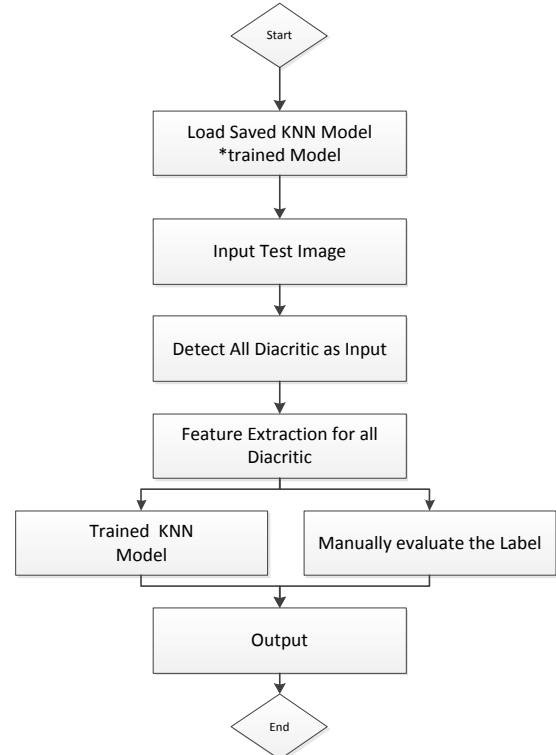 Start
Load Saved KNN Model
*trained Model
Input Test Image
Detect All Diacritic as Input
Feature Extraction for all
Diacritic
Trained KNN
Model
Manually evaluate the Label
Output
End